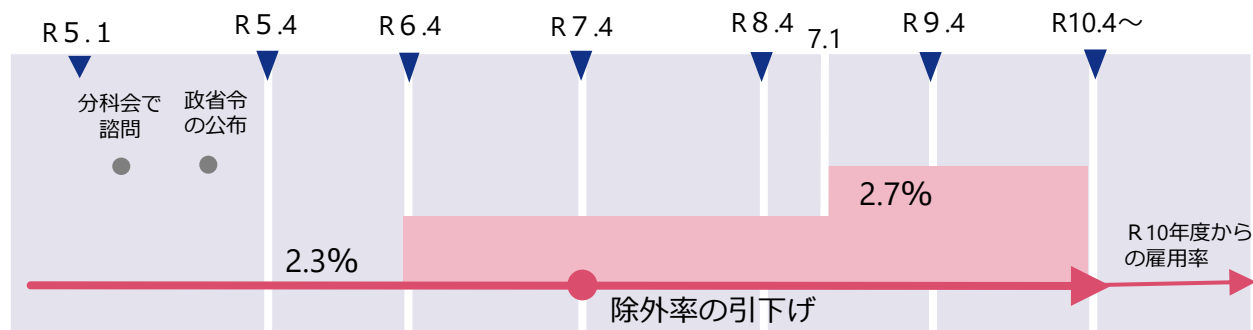 R5.1
R5.4
R6.4
R7.4
R8.4
7.1
R9.4
R10.4~
分科会で
諮問
政省令
の公布
2.3%
2.7%
R10年度から
の雇用率
除外率の引下げ